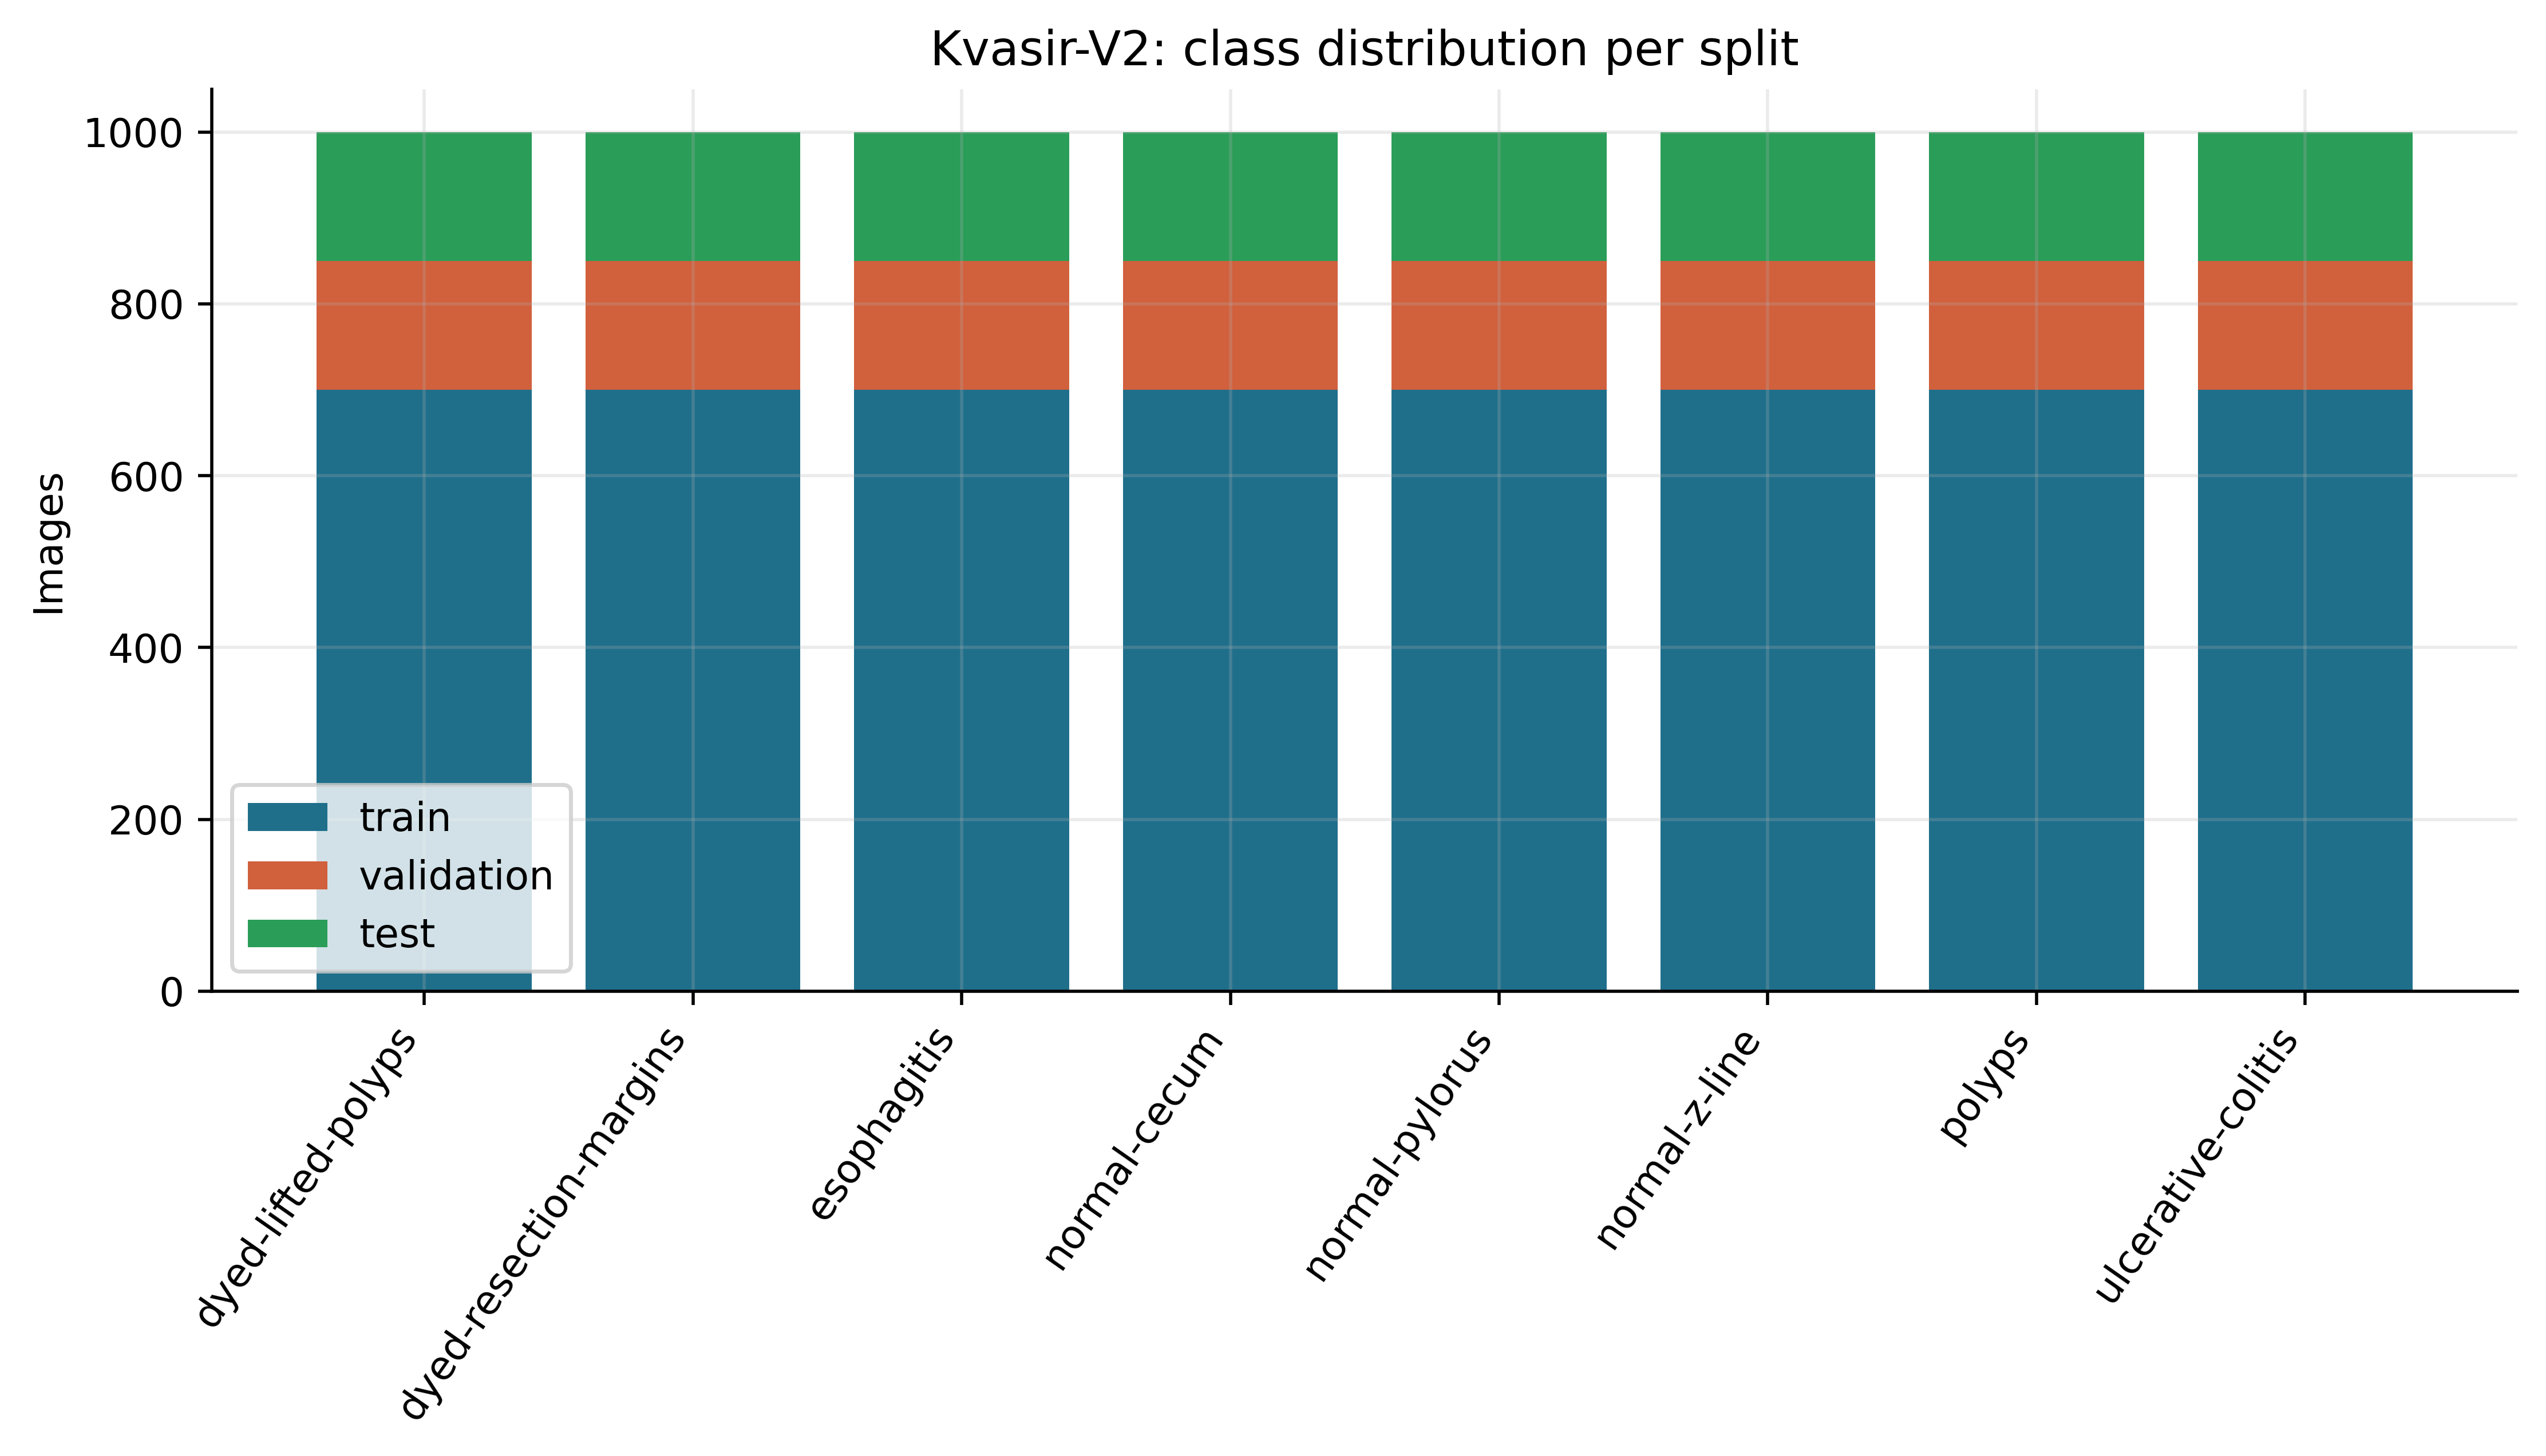 Kvasir-V2: class distribution per split
Images
1000
800
600
400
200
0
train
validation
test
dyed-lifted-polyps
dyed-resection-margins
esophagitis
normal-cecum
normal-pylorus
normal-z-line
polyps
ulcerative-colitis